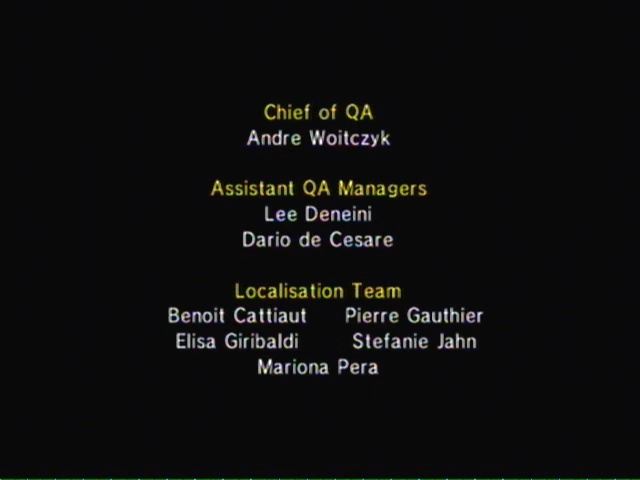 Chief of QA
Andre Woitczyk
Assistant QA Managers
Lee Deneini
Dario de Cesare
Localisation Team
Benoit Cattiaut Pierre Gauthier
Elisa Giribaldi Stefanie Jahn
Mariona Pera